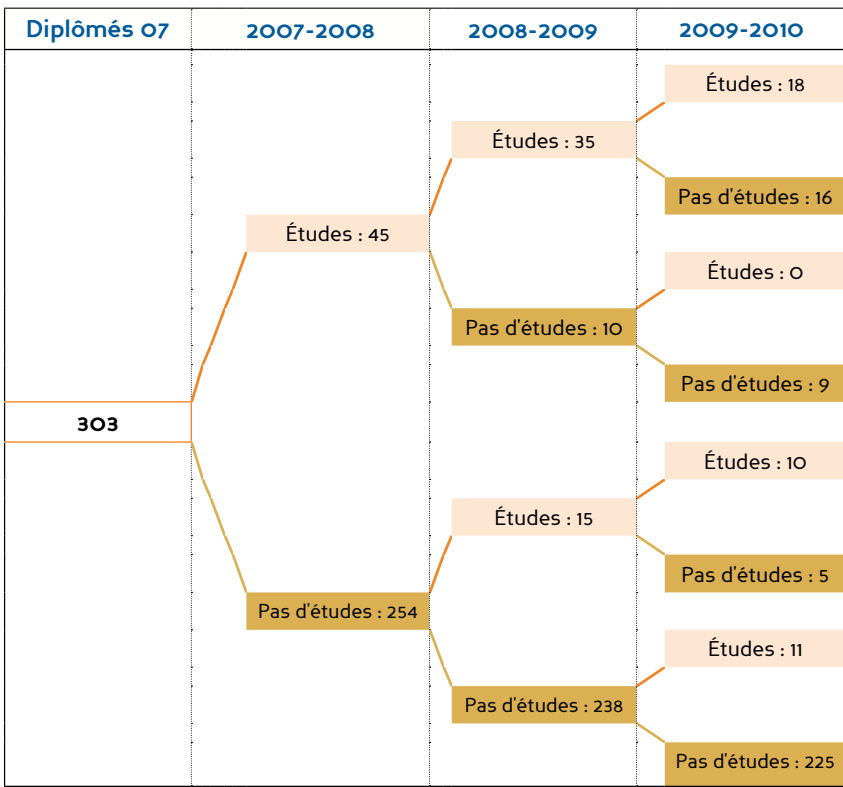 Diplômés 07
2007-2008
2008-2009
2009-2010
Études : 18
Études : 35
Pas d'études : 16
Études : 45
Études : 0
Pas d'études : 10
Pas d'études : 9
303
Études : 10
Études : 15
Pas d'études : 5
Pas d'études : 254
Études : 11
Pas d'études : 238
Pas d'études : 225